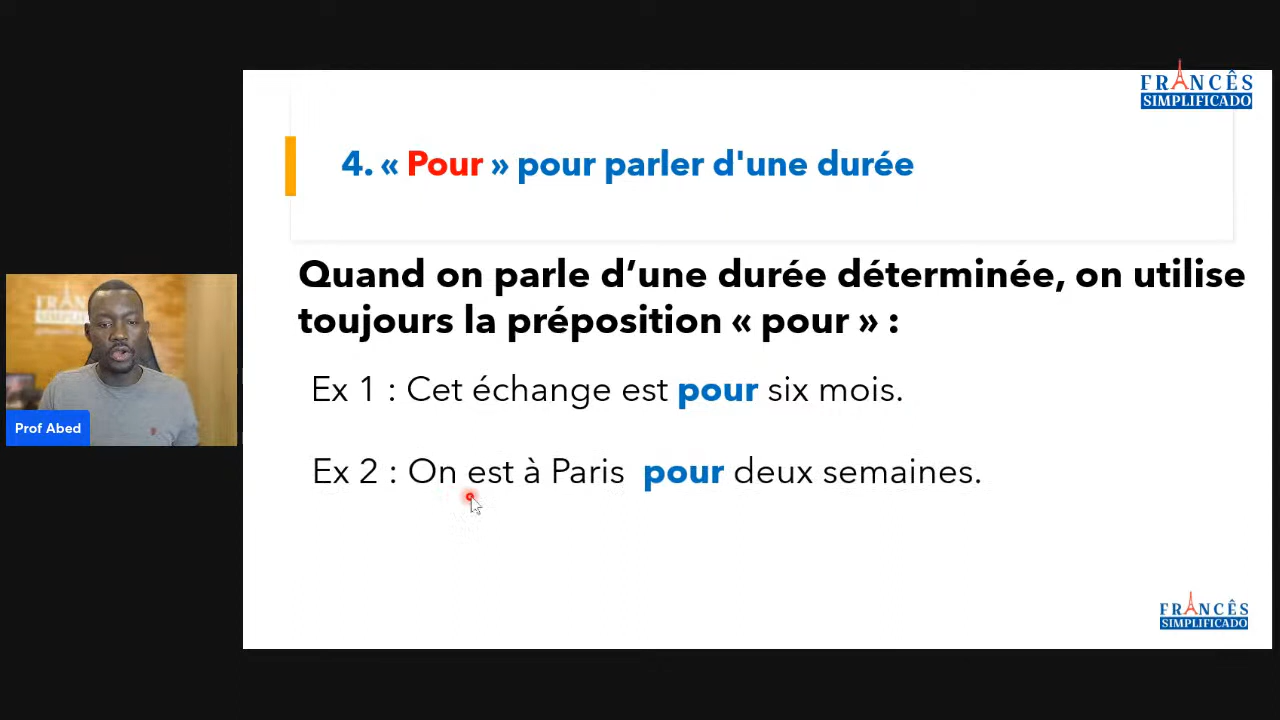 FRANCÊS
SIMPLIFICADO
4. « Pour » pour parler d'une durée
Quand on parle d’une durée déterminée, on utilise
toujours la préposition « pour » :
Ex 1 : Cet échange est pour six mois.
Prof Abed
Ex 2 : On est à Paris pour deux semaines.
FRANCÊS
SIMPLIFICADO